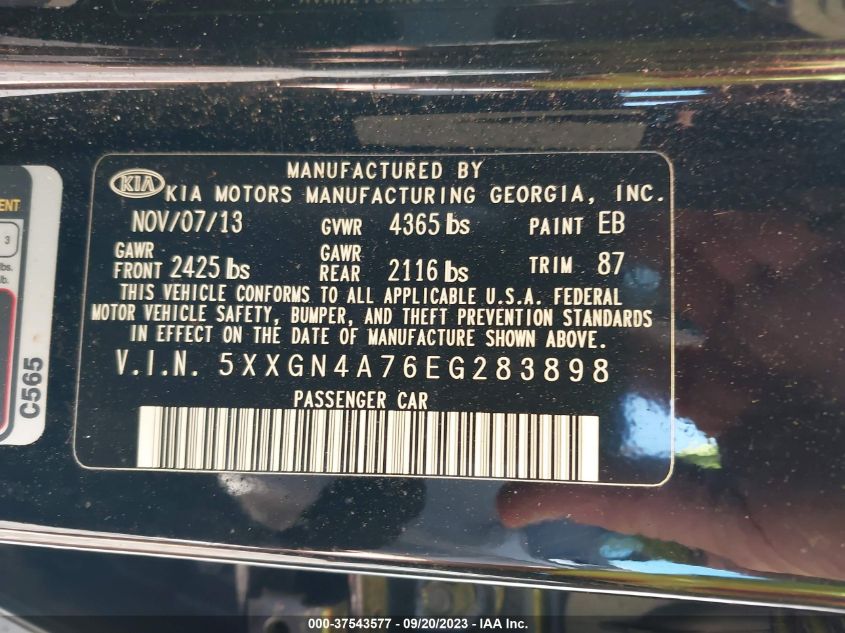 MANUFACTURED BY
KIA KIA MOTORS MANUFACTURING GEORGIA, INC.
NOV/07/13 GVWR 4365 lbs PAINT EB
GAWR FRONT 2425 lbs GAWR REAR 2116 lbs TRIM 87
THIS VEHICLE CONFORMS TO ALL APPLICABLE U.S.A. FEDERAL
MOTOR VEHICLE SAFETY, BUMPER, AND THEFT PREVENTION STANDARDS
IN EFFECT ON THE DATE OF MANUFACTURE SHOWN ABOVE.
V.I.N. 5XXGN4A76EG283898
PASSENGER CAR
3
lbs.
lb.
C565
000-37543577 - 09/20/2023 - IAA Inc.